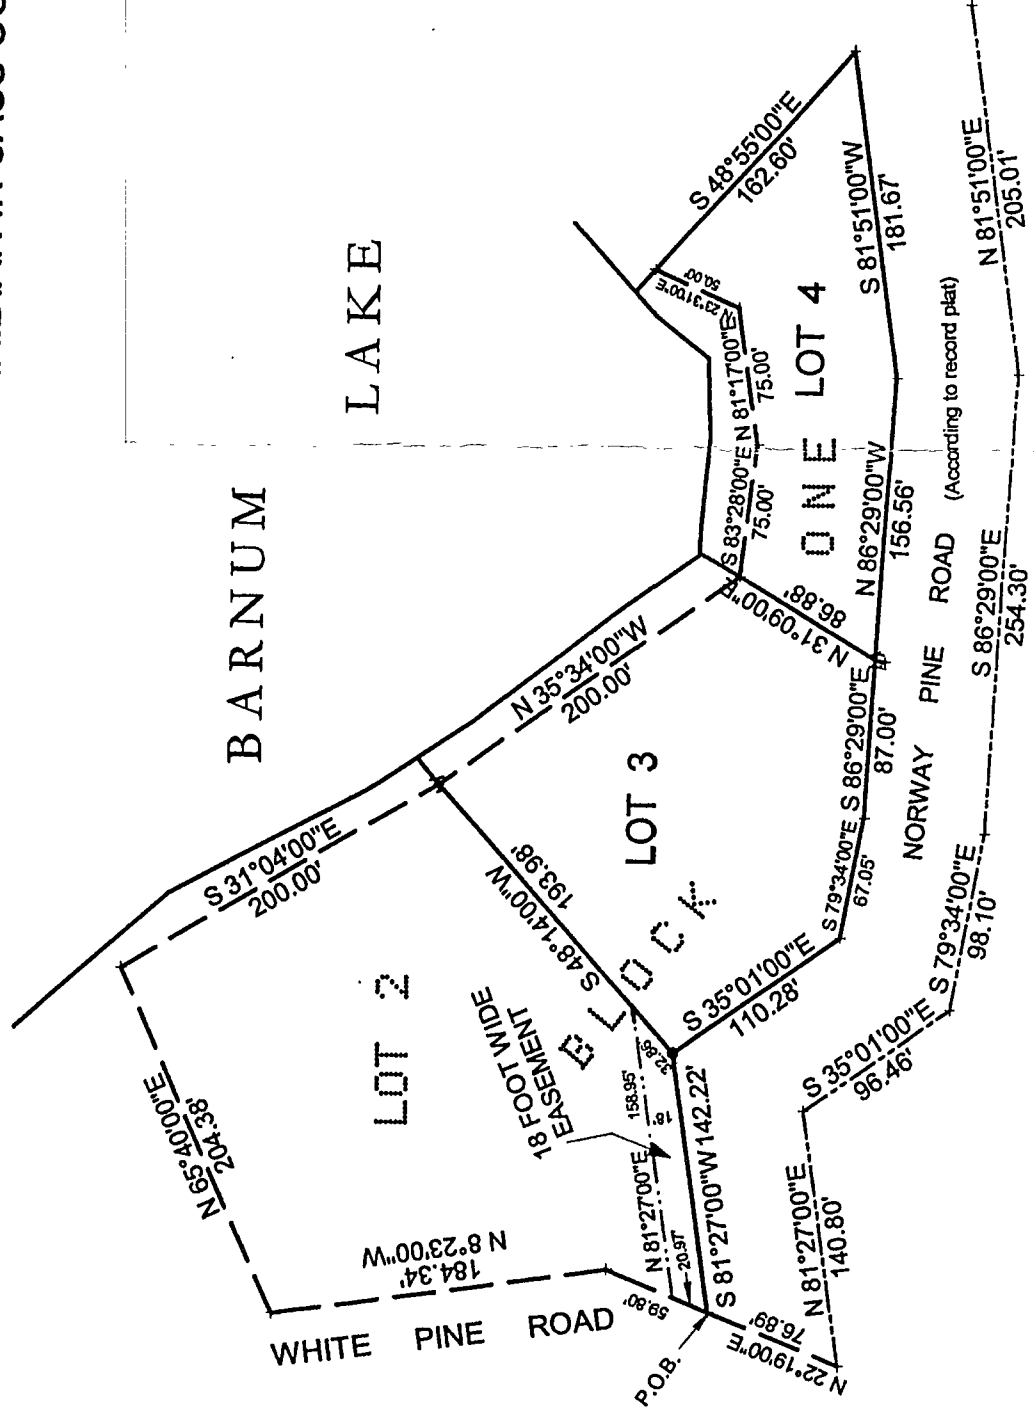 BARNUM
LAKE
S 48°55'00"E
162.60'
N 23°31'00"E
50.00'
S 81°51'00"W
181.67'
N 81°51'00"E
205.01'
N 81°17'00"E
75.00'
S 83°28'00"E
75.00'
LOT 4
ONE
N 86°29'00"W
156.56'
(According to record plat)
N 31°09'00"E
86.88'
NORWAY PINE ROAD
S 86°29'00"E
254.30'
N 35°34'00"W
200.00'
LOT 3
S 86°29'00"E
87.00'
S 79°34'00"E
67.05'
S 79°34'00"E
98.10'
S 31°04'00"E
200.00'
S 48°14'00"W
193.98'
BLOCK
S 35°01'00"E
110.28'
S 35°01'00"E
96.46'
LOT 2
18 FOOT WIDE
EASEMENT
32.86'
158.95'
18'
N 81°27'00"E
20.97'
S 81°27'00"W 142.22'
N 81°27'00"E
140.80'
N 65°40'00"E
204.38'
N 8°23'00"W
184.34'
WHITE PINE ROAD
59.80'
P.O.B.
N 22°19'00"E
76.89'